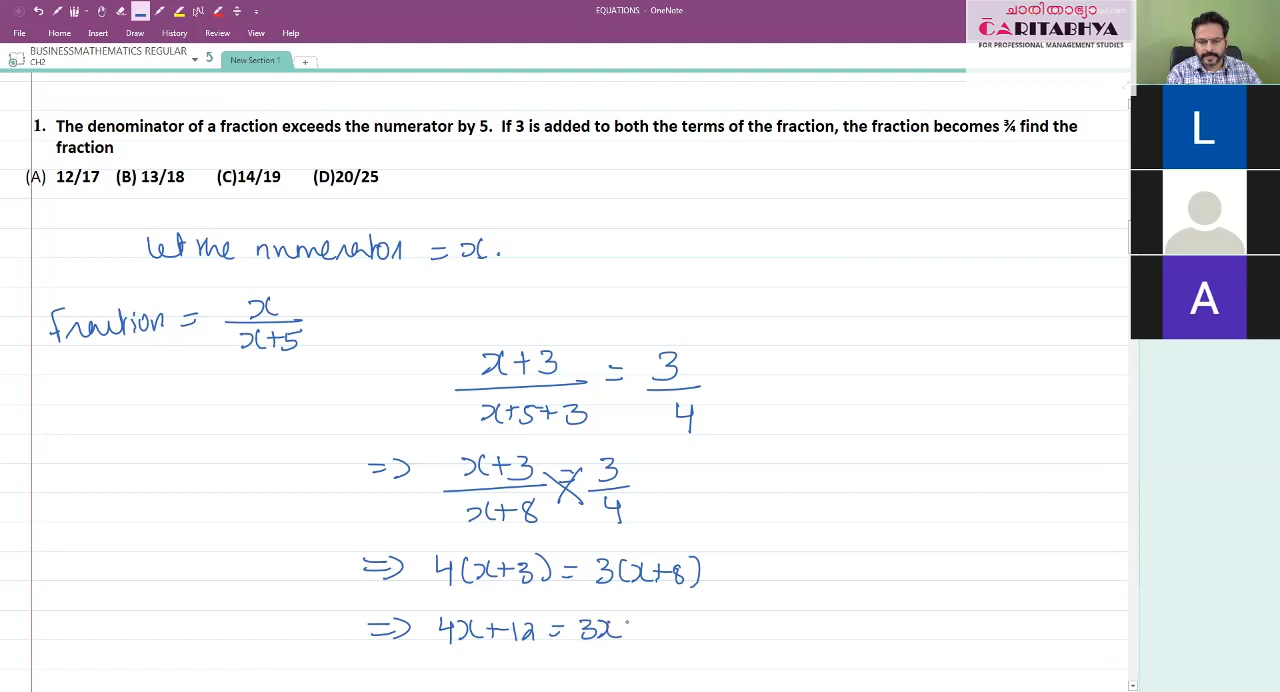 EQUATIONS - OneNote
File Home Insert Draw History Review View Help
ചാരിതാഭ്യാ
CARITABHYA
FOR PROFESSIONAL MANAGEMENT STUDIES
BUSINESSMATHEMATICS REGULAR
CH2
5
New Section 1
+
1. The denominator of a fraction exceeds the numerator by 5. If 3 is added to both the terms of the fraction, the fraction becomes ¾ find the
fraction
(A) 12/17 (B) 13/18 (C)14/19 (D)20/25
Let the numerator = x.
fraction = x/x+5
x+3/x+5+3 = 3/4
=> x+3/x+8 = 3/4
=> 4(x+3) = 3(x+8)
=> 4x+12 = 3x
L
A